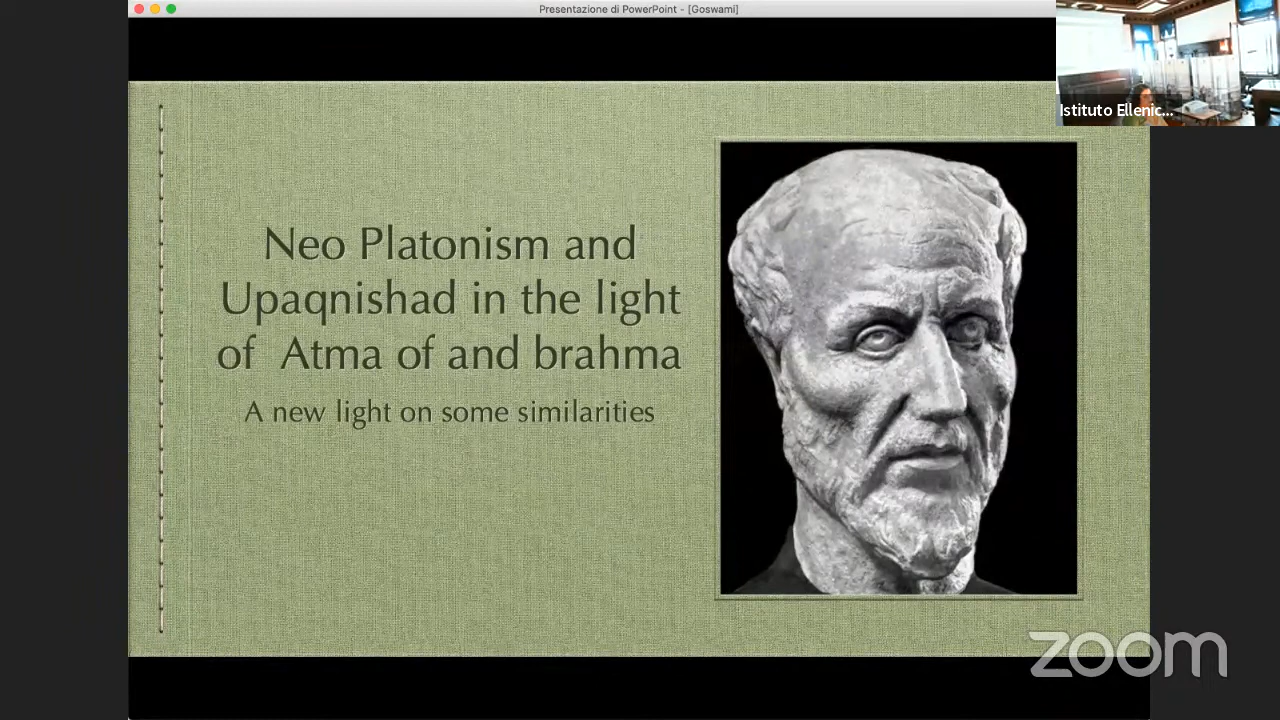 Presentazione di PowerPoint - [Goswami]
Istituto Ellenic...
Neo Platonism and
Upaqnishad in the light
of Atma of and brahma
A new light on some similarities
zoom